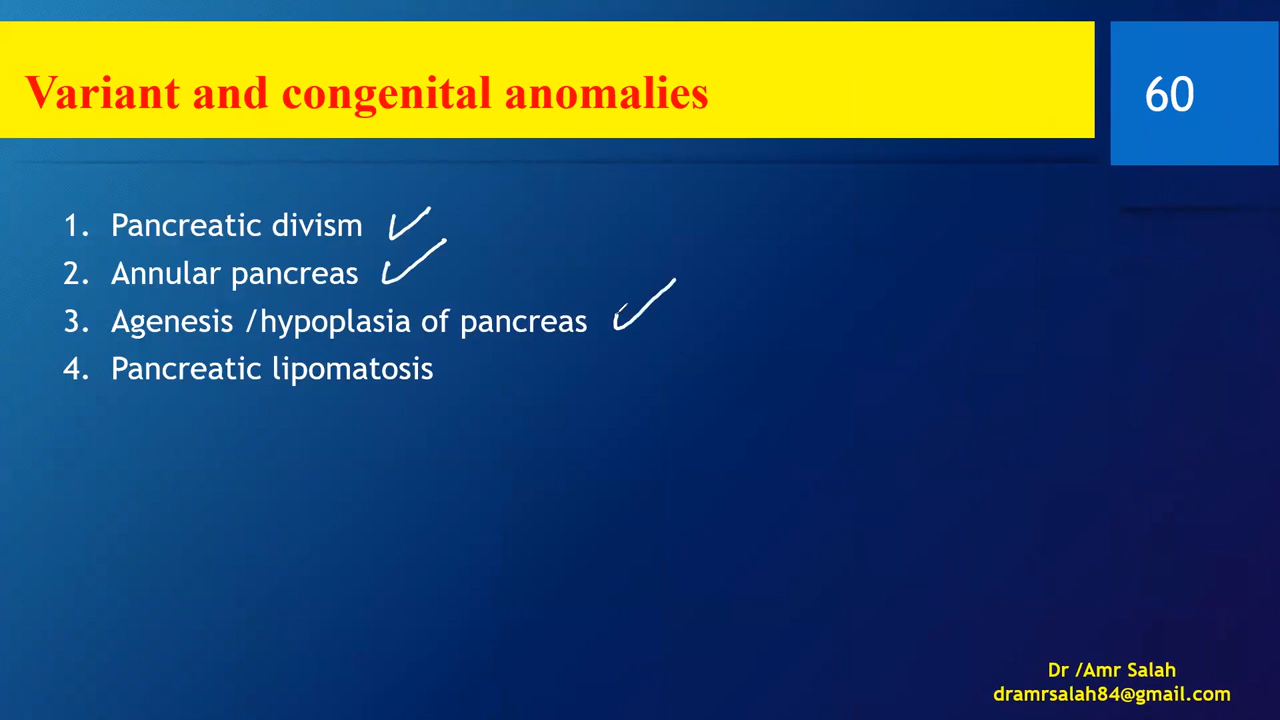 Variant and congenital anomalies
60
1. Pancreatic divism
2. Annular pancreas
3. Agenesis /hypoplasia of pancreas
4. Pancreatic lipomatosis
Dr /Amr Salah
dramrsalah84@gmail.com